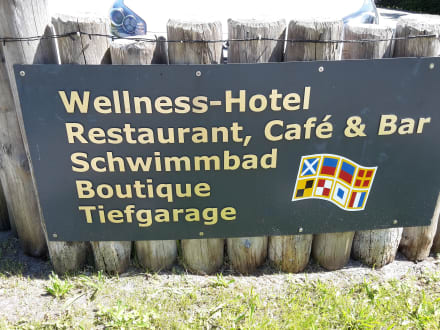 Wellness-Hotel
Restaurant, Café & Bar
Schwimmbad
Boutique
Tiefgarage